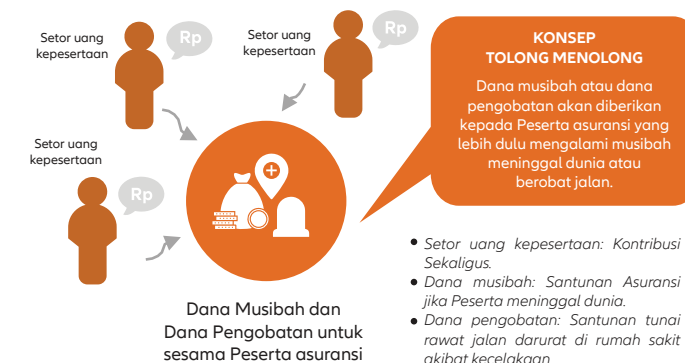 Setor uang
kepesertaan
Rp
Setor uang
kepesertaan
Rp
Setor uang
kepesertaan
Rp
Dana Musibah dan
Dana Pengobatan untuk
sesama Peserta asuransi
KONSEP
TOLONG MENOLONG
Dana musibah atau dana
pengobatan akan diberikan
kepada Peserta asuransi yang
lebih dulu mengalami musibah
meninggal dunia atau
berobat jalan.
• Setor uang kepesertaan: Kontribusi
Sekaligus.
• Dana musibah: Santunan Asuransi
jika Peserta meninggal dunia.
• Dana pengobatan: Santunan tunai
rawat jalan darurat di rumah sakit
akibat kecelakaan